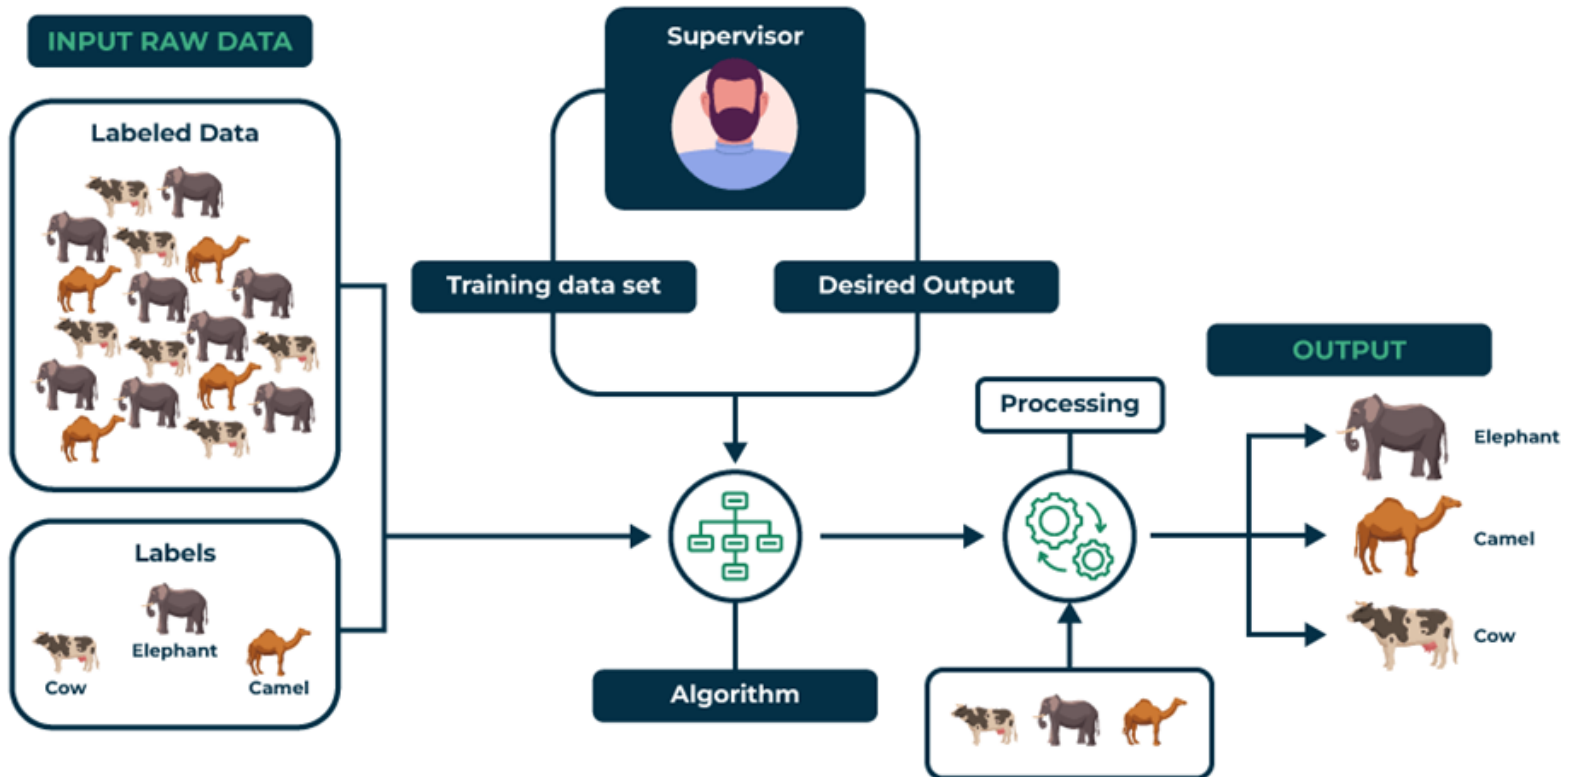 INPUT RAW DATA
Labeled Data
Labels
Cow
Elephant
Camel
Supervisor
Training data set
Desired Output
Algorithm
Processing
OUTPUT
Elephant
Camel
Cow